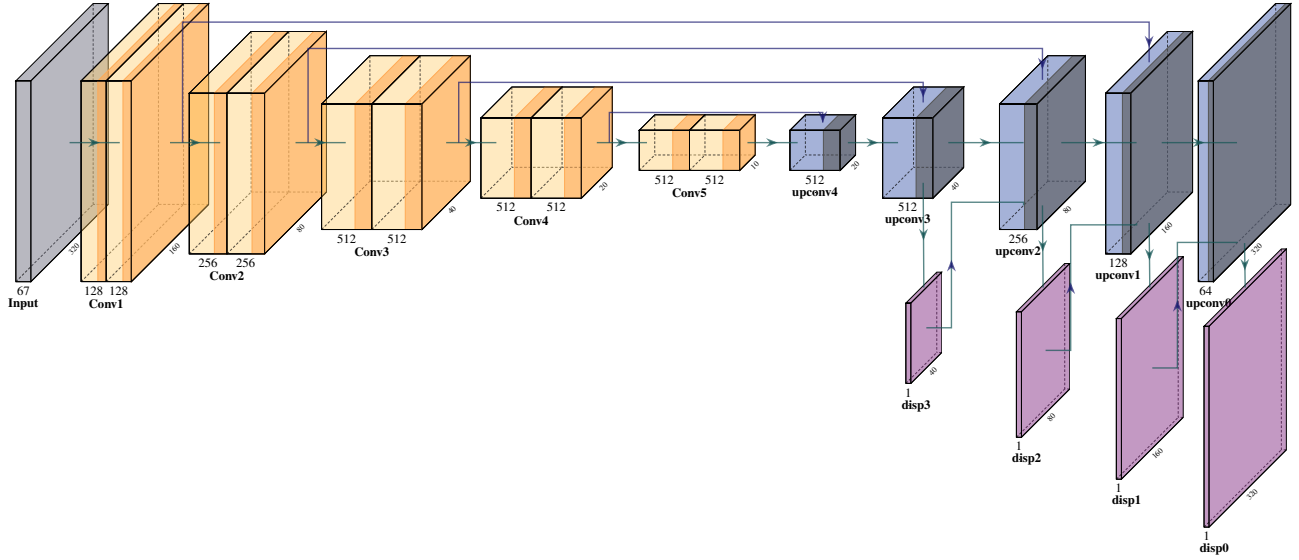 67
320
Input
128 128
160
Conv1
256 256
80
Conv2
512 512
40
Conv3
512 512
20
Conv4
512 512
10
Conv5
512
20
upconv4
512
40
upconv3
256
80
upconv2
128
160
upconv1
64
320
upconv0
1
40
disp3
1
80
disp2
1
160
disp1
1
320
disp0